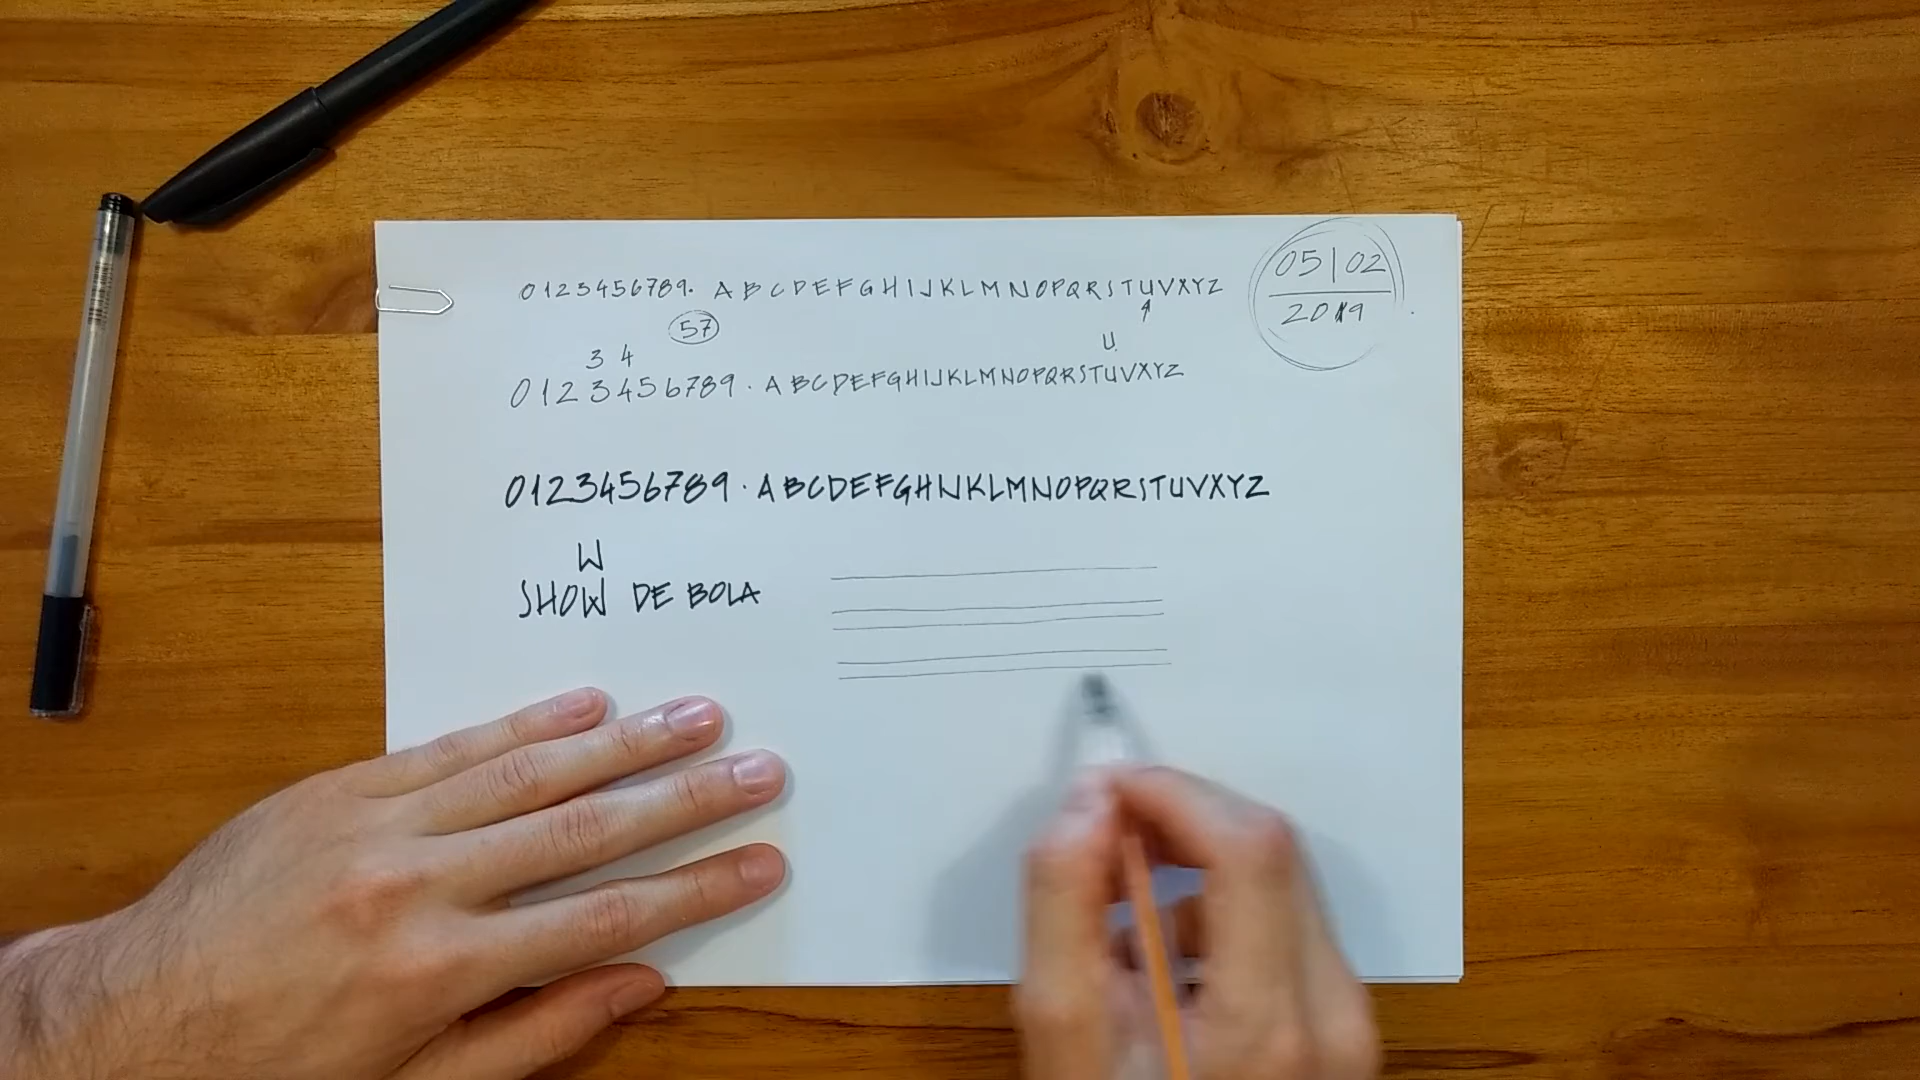 0123456789. ABCDEFGHIJKLMNOPQRSTUVXYZ
05|02
2019
57
U
3 4
0123456789. ABCDEFGHIJKLMNOPQRSTUVXYZ
0123456789. ABCDEFGHIJKLMNOPQRSTUVXYZ
W
SHOW DE BOLA